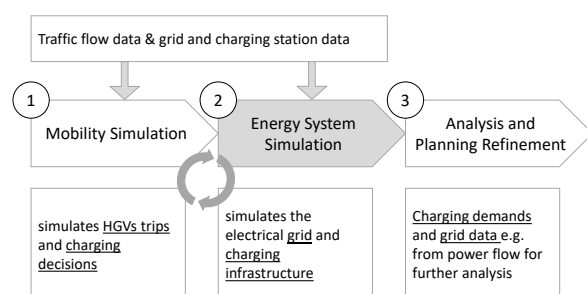 Traffic flow data & grid and charging station data
1
Mobility Simulation
2
Energy System
Simulation
3
Analysis and
Planning Refinement
simulates HGVs trips
and charging
decisions
simulates the
electrical grid and
charging
infrastructure
Charging demands
and grid data e.g.
from power flow for
further analysis